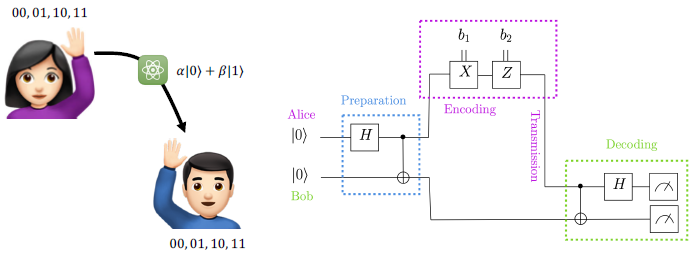 00, 01, 10, 11
α|0⟩ + β|1⟩
00, 01, 10, 11
b₁ b₂
X Z
Encoding
Preparation
Alice
|0⟩ H
|0⟩
Bob
Transmission
Decoding
H